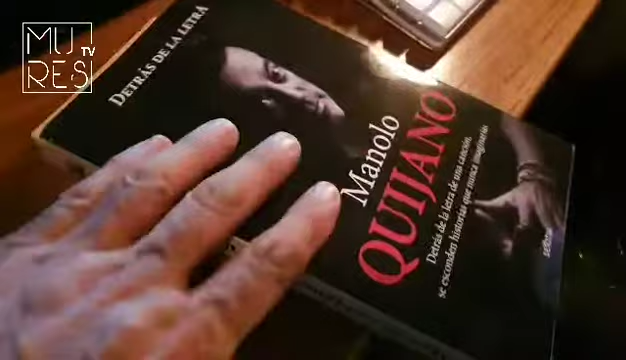 MU
TV
RES
DETRÁS DE LA LETRA
Manolo
QUIJANO
Detrás de la letra de una canción,
se esconden historias que nunca imaginarías